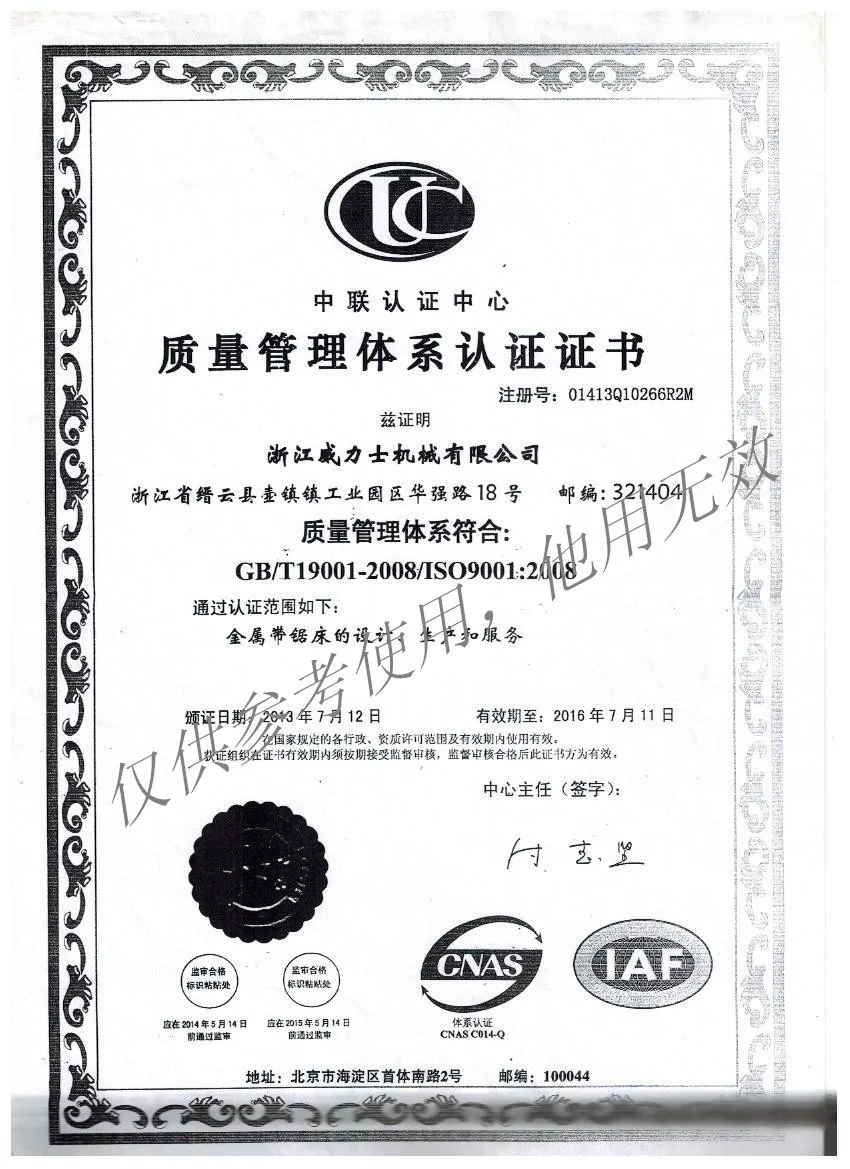 UC
中联认证中心
质量管理体系认证证书
注册号：01413Q10266R2M
兹证明
浙江威力士机械有限公司
浙江省缙云县壶镇镇工业园区华强路18号 邮编：321404
质量管理体系符合：
GB/T19001-2008/ISO9001:2008
通过认证范围如下：
金属带锯床的设计、生产和服务
颁证日期：2013年7月12日 有效期至：2016年7月11日
在国家规定的各行政、资质许可范围及有效期内使用有效。
获证组织在证书有效期内须按期接受监督审核，监督审核合格后此证书方为有效。
中心主任（签字）：
监审合格 监审合格
标识粘贴处 标识粘贴处
应在2014年5月14日 应在2015年5月14日
前通过监审 前通过监审
CNAS
体系认证
CNAS C014-Q
IAF
地址：北京市海淀区首体南路2号 邮编：100044
仅供参考使用，他用无效